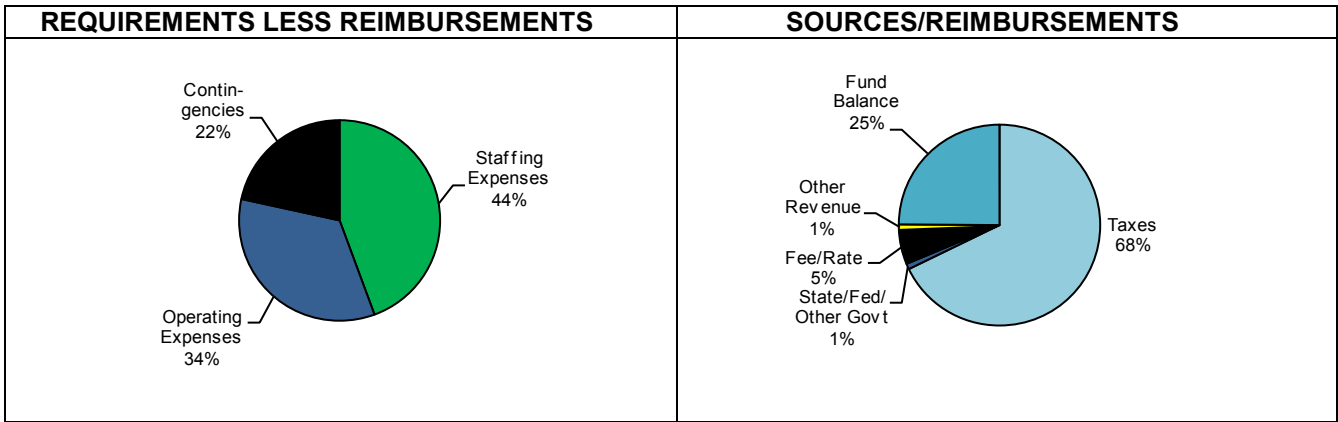 REQUIREMENTS LESS REIMBURSEMENTS
Contin-
gencies
22%
Staffing
Expenses
44%
Operating
Expenses
34%
SOURCES/REIMBURSEMENTS
Fund
Balance
25%
Other
Revenue
1%
Fee/Rate
5%
State/Fed/
Other Govt
1%
Taxes
68%